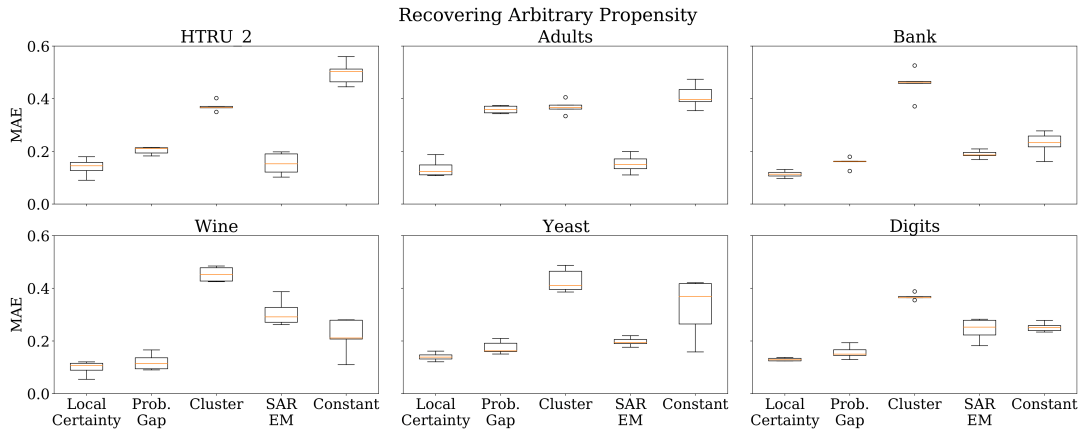 Recovering Arbitrary Propensity
HTRU_2 Adults Bank
MAE
0.6
0.4
0.2
0.0
Wine Yeast Digits
MAE
0.6
0.4
0.2
0.0
Local Certainty Prob. Gap Cluster SAR EM Constant
Local Certainty Prob. Gap Cluster SAR EM Constant
Local Certainty Prob. Gap Cluster SAR EM Constant